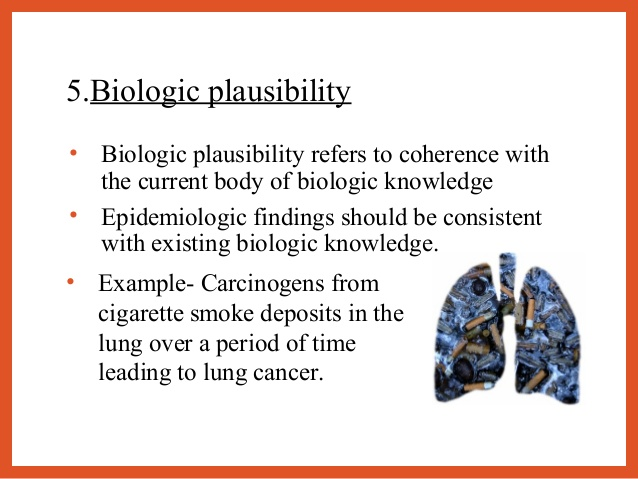 5.Biologic plausibility
• Biologic plausibility refers to coherence with
the current body of biologic knowledge
• Epidemiologic findings should be consistent
with existing biologic knowledge.
• Example- Carcinogens from
cigarette smoke deposits in the
lung over a period of time
leading to lung cancer.